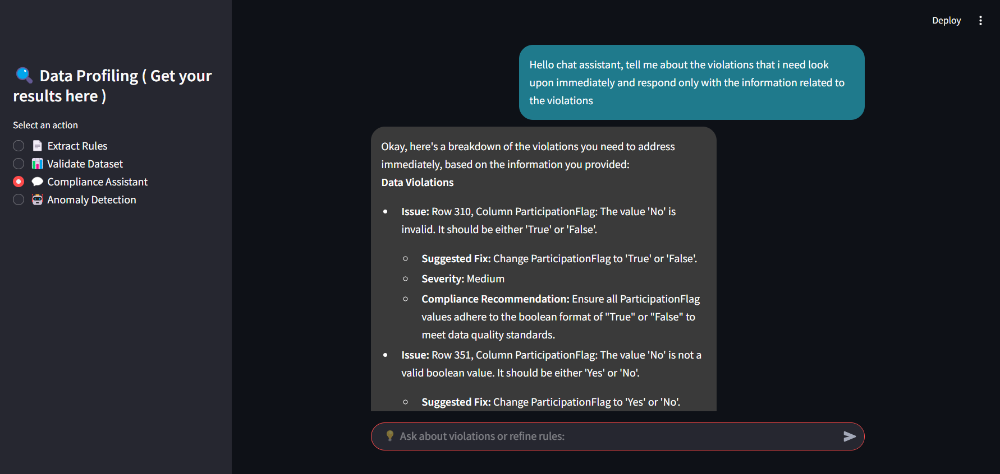 Deploy
Data Profiling ( Get your
results here )
Select an action
Extract Rules
Validate Dataset
Compliance Assistant
Anomaly Detection
Hello chat assistant, tell me about the violations that i need look
upon immediately and respond only with the information related to
the violations
Okay, here's a breakdown of the violations you need to address
immediately, based on the information you provided:
Data Violations
Issue: Row 310, Column ParticipationFlag: The value 'No' is
invalid. It should be either 'True' or 'False'.
Suggested Fix: Change ParticipationFlag to 'True' or 'False'.
Severity: Medium
Compliance Recommendation: Ensure all ParticipationFlag
values adhere to the boolean format of "True" or "False" to
meet data quality standards.
Issue: Row 351, Column ParticipationFlag: The value 'No' is not a
valid boolean value. It should be either 'Yes' or 'No'.
Suggested Fix: Change ParticipationFlag to 'Yes' or 'No'.
Ask about violations or refine rules: